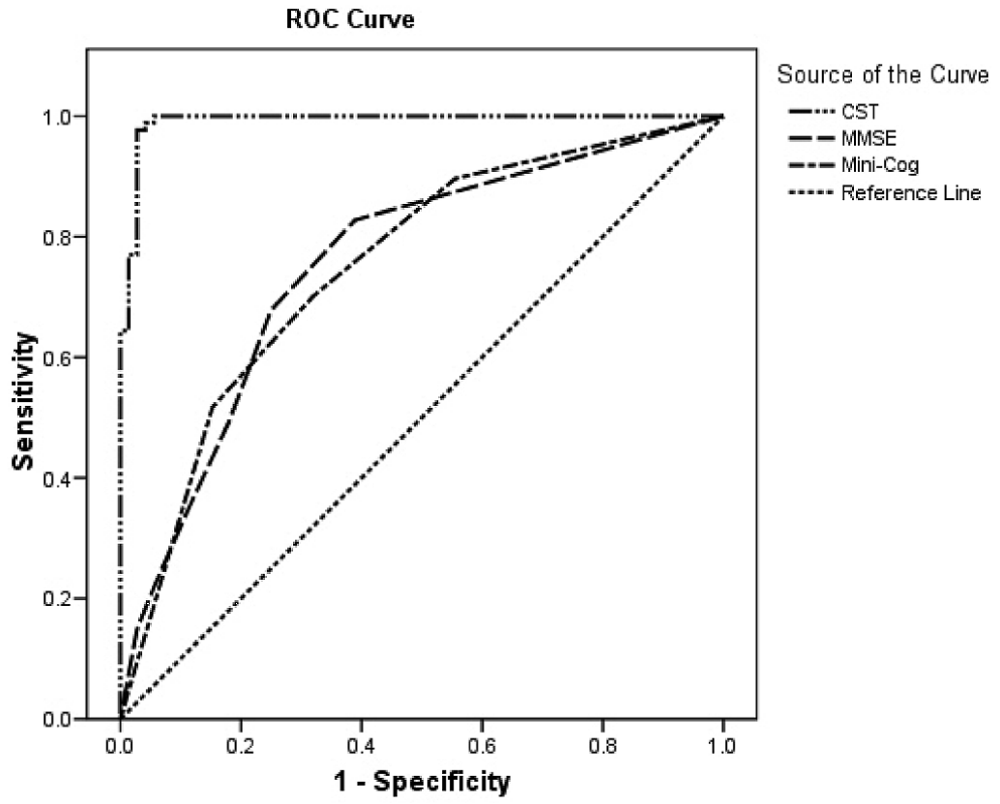 ROC Curve
Source of the Curve
CST
MMSE
Mini-Cog
Reference Line
Sensitivity
1.0
0.8
0.6
0.4
0.2
0.0
0.0 0.2 0.4 0.6 0.8 1.0
1 - Specificity